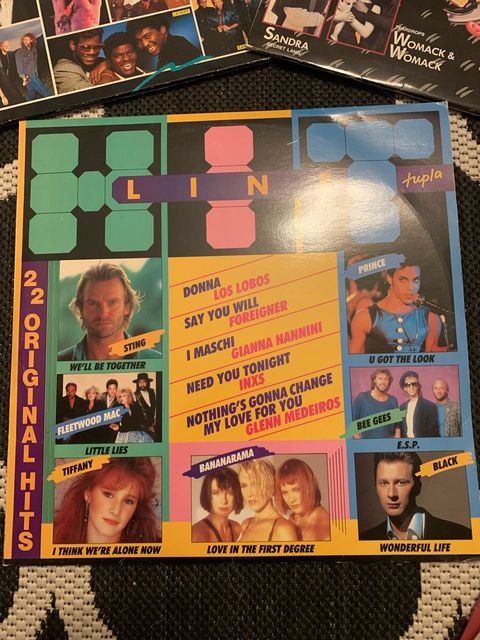 SANDRA
SECRET LAND
TEARDROPS
WOMACK &
WOMACK
HIT
LINE
tupla
22 ORIGINAL HITS
DONNA
LOS LOBOS
SAY YOU WILL
FOREIGNER
I MASCHI
GIANNA NANNINI
NEED YOU TONIGHT
INXS
NOTHING'S GONNA CHANGE
MY LOVE FOR YOU
GLENN MEDEIROS
STING
WE'LL BE TOGETHER
PRINCE
U GOT THE LOOK
FLEETWOOD MAC
LITTLE LIES
BEE GEES
E.S.P.
TIFFANY
I THINK WE'RE ALONE NOW
BANANARAMA
LOVE IN THE FIRST DEGREE
BLACK
WONDERFUL LIFE